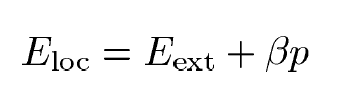 E_loc = E_ext + βp